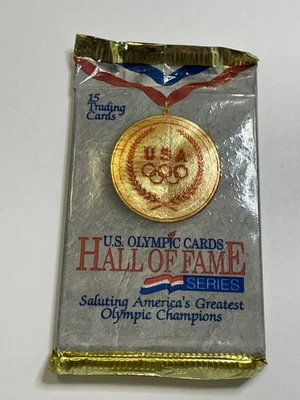 15
Trading
Cards
USA
U.S. OLYMPIC CARDS
HALL OF FAME
SERIES
Saluting America's Greatest
Olympic Champions